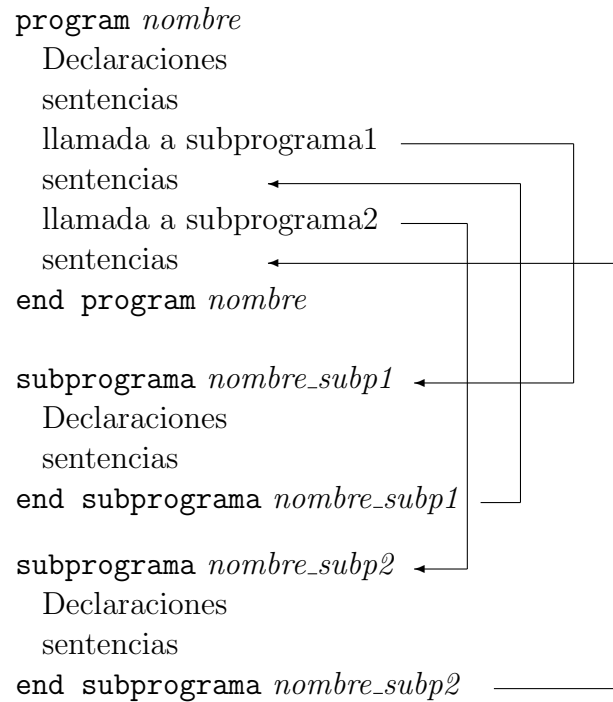 program nombre
Declaraciones
sentencias
llamada a subprograma1
sentencias
llamada a subprograma2
sentencias
end program nombre
subprograma nombre_subp1
Declaraciones
sentencias
end subprograma nombre_subp1
subprograma nombre_subp2
Declaraciones
sentencias
end subprograma nombre_subp2